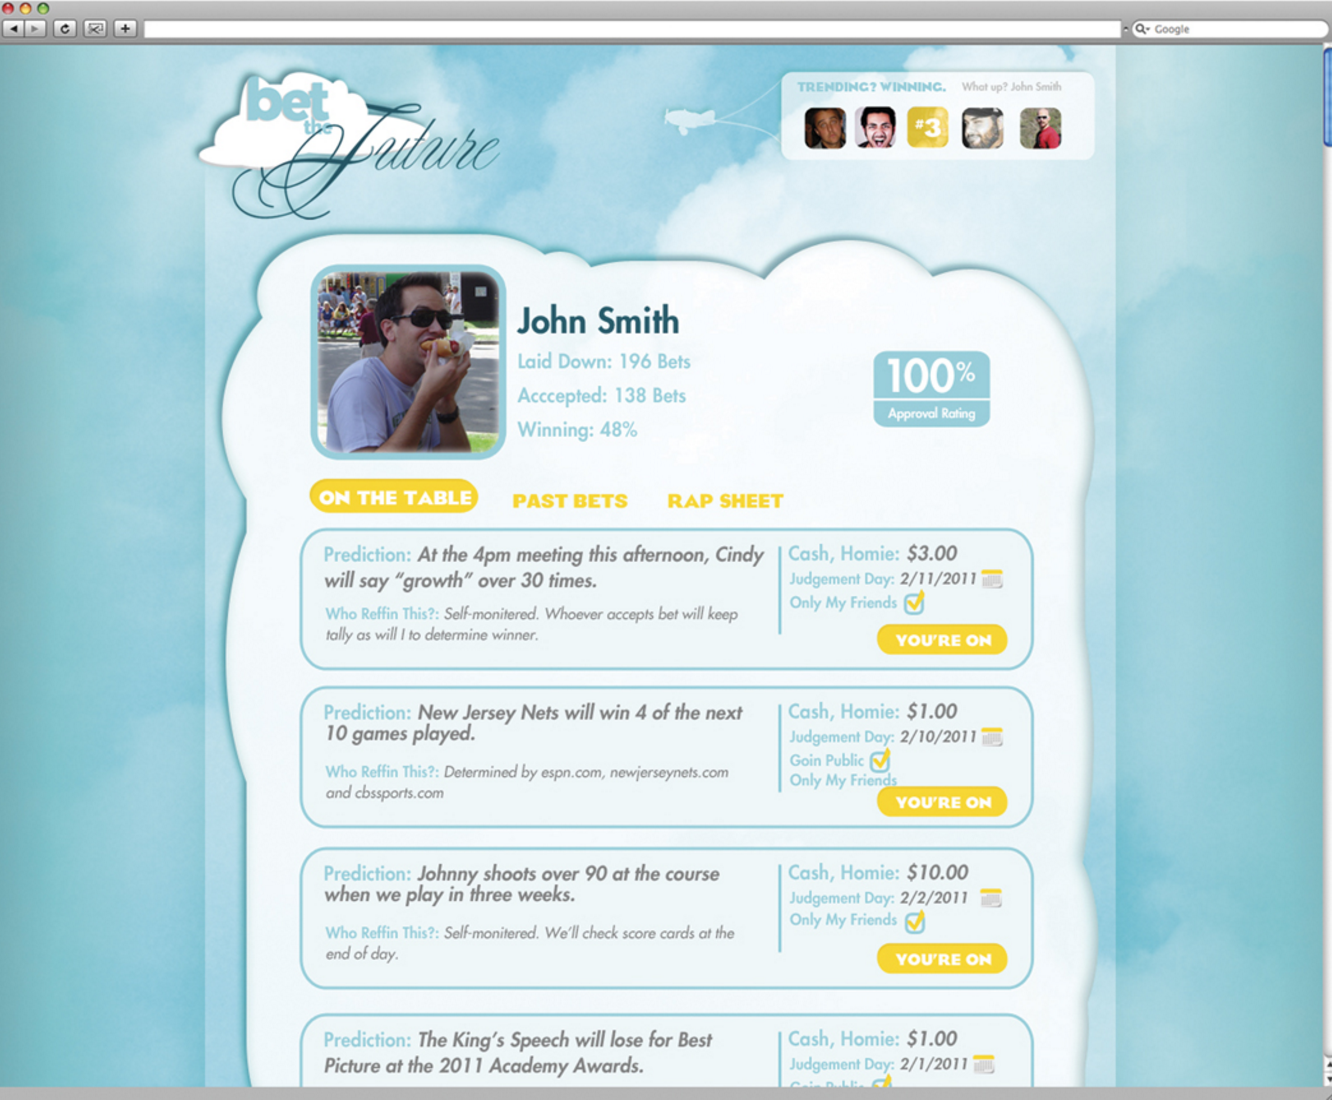 Google
bet
the
Future
TRENDING? WINNING. What up? John Smith
#3
John Smith
Laid Down: 196 Bets
Acccepted: 138 Bets
Winning: 48%
100%
Approval Rating
ON THE TABLE PAST BETS RAP SHEET
Prediction: At the 4pm meeting this afternoon, Cindy
will say “growth” over 30 times.
Who Reffin This?: Self-monitered. Whoever accepts bet will keep
tally as will I to determine winner.
Cash, Homie: $3.00
Judgement Day: 2/11/2011
Only My Friends
YOU'RE ON
Prediction: New Jersey Nets will win 4 of the next
10 games played.
Who Reffin This?: Determined by espn.com, newjerseynets.com
and cbssports.com
Cash, Homie: $1.00
Judgement Day: 2/10/2011
Goin Public
Only My Friends
YOU'RE ON
Prediction: Johnny shoots over 90 at the course
when we play in three weeks.
Who Reffin This?: Self-monitered. We'll check score cards at the
end of day.
Cash, Homie: $10.00
Judgement Day: 2/2/2011
Only My Friends
YOU'RE ON
Prediction: The King's Speech will lose for Best
Picture at the 2011 Academy Awards.
Cash, Homie: $1.00
Judgement Day: 2/1/2011
Goin Public